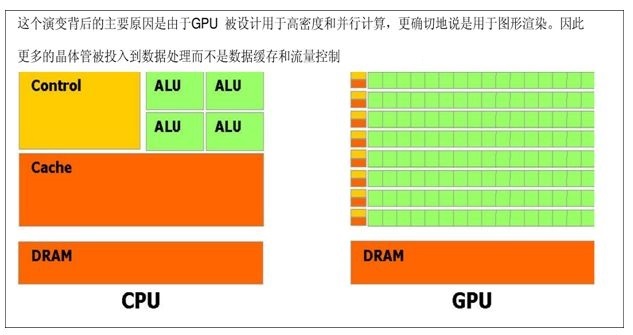 这个演变背后的主要原因是由于GPU 被设计用于高密度和并行计算，更确切地说是用于图形渲染。因此
更多的晶体管被投入到数据处理而不是数据缓存和流量控制
Control
ALU
ALU
ALU
ALU
Cache
DRAM
CPU
DRAM
GPU